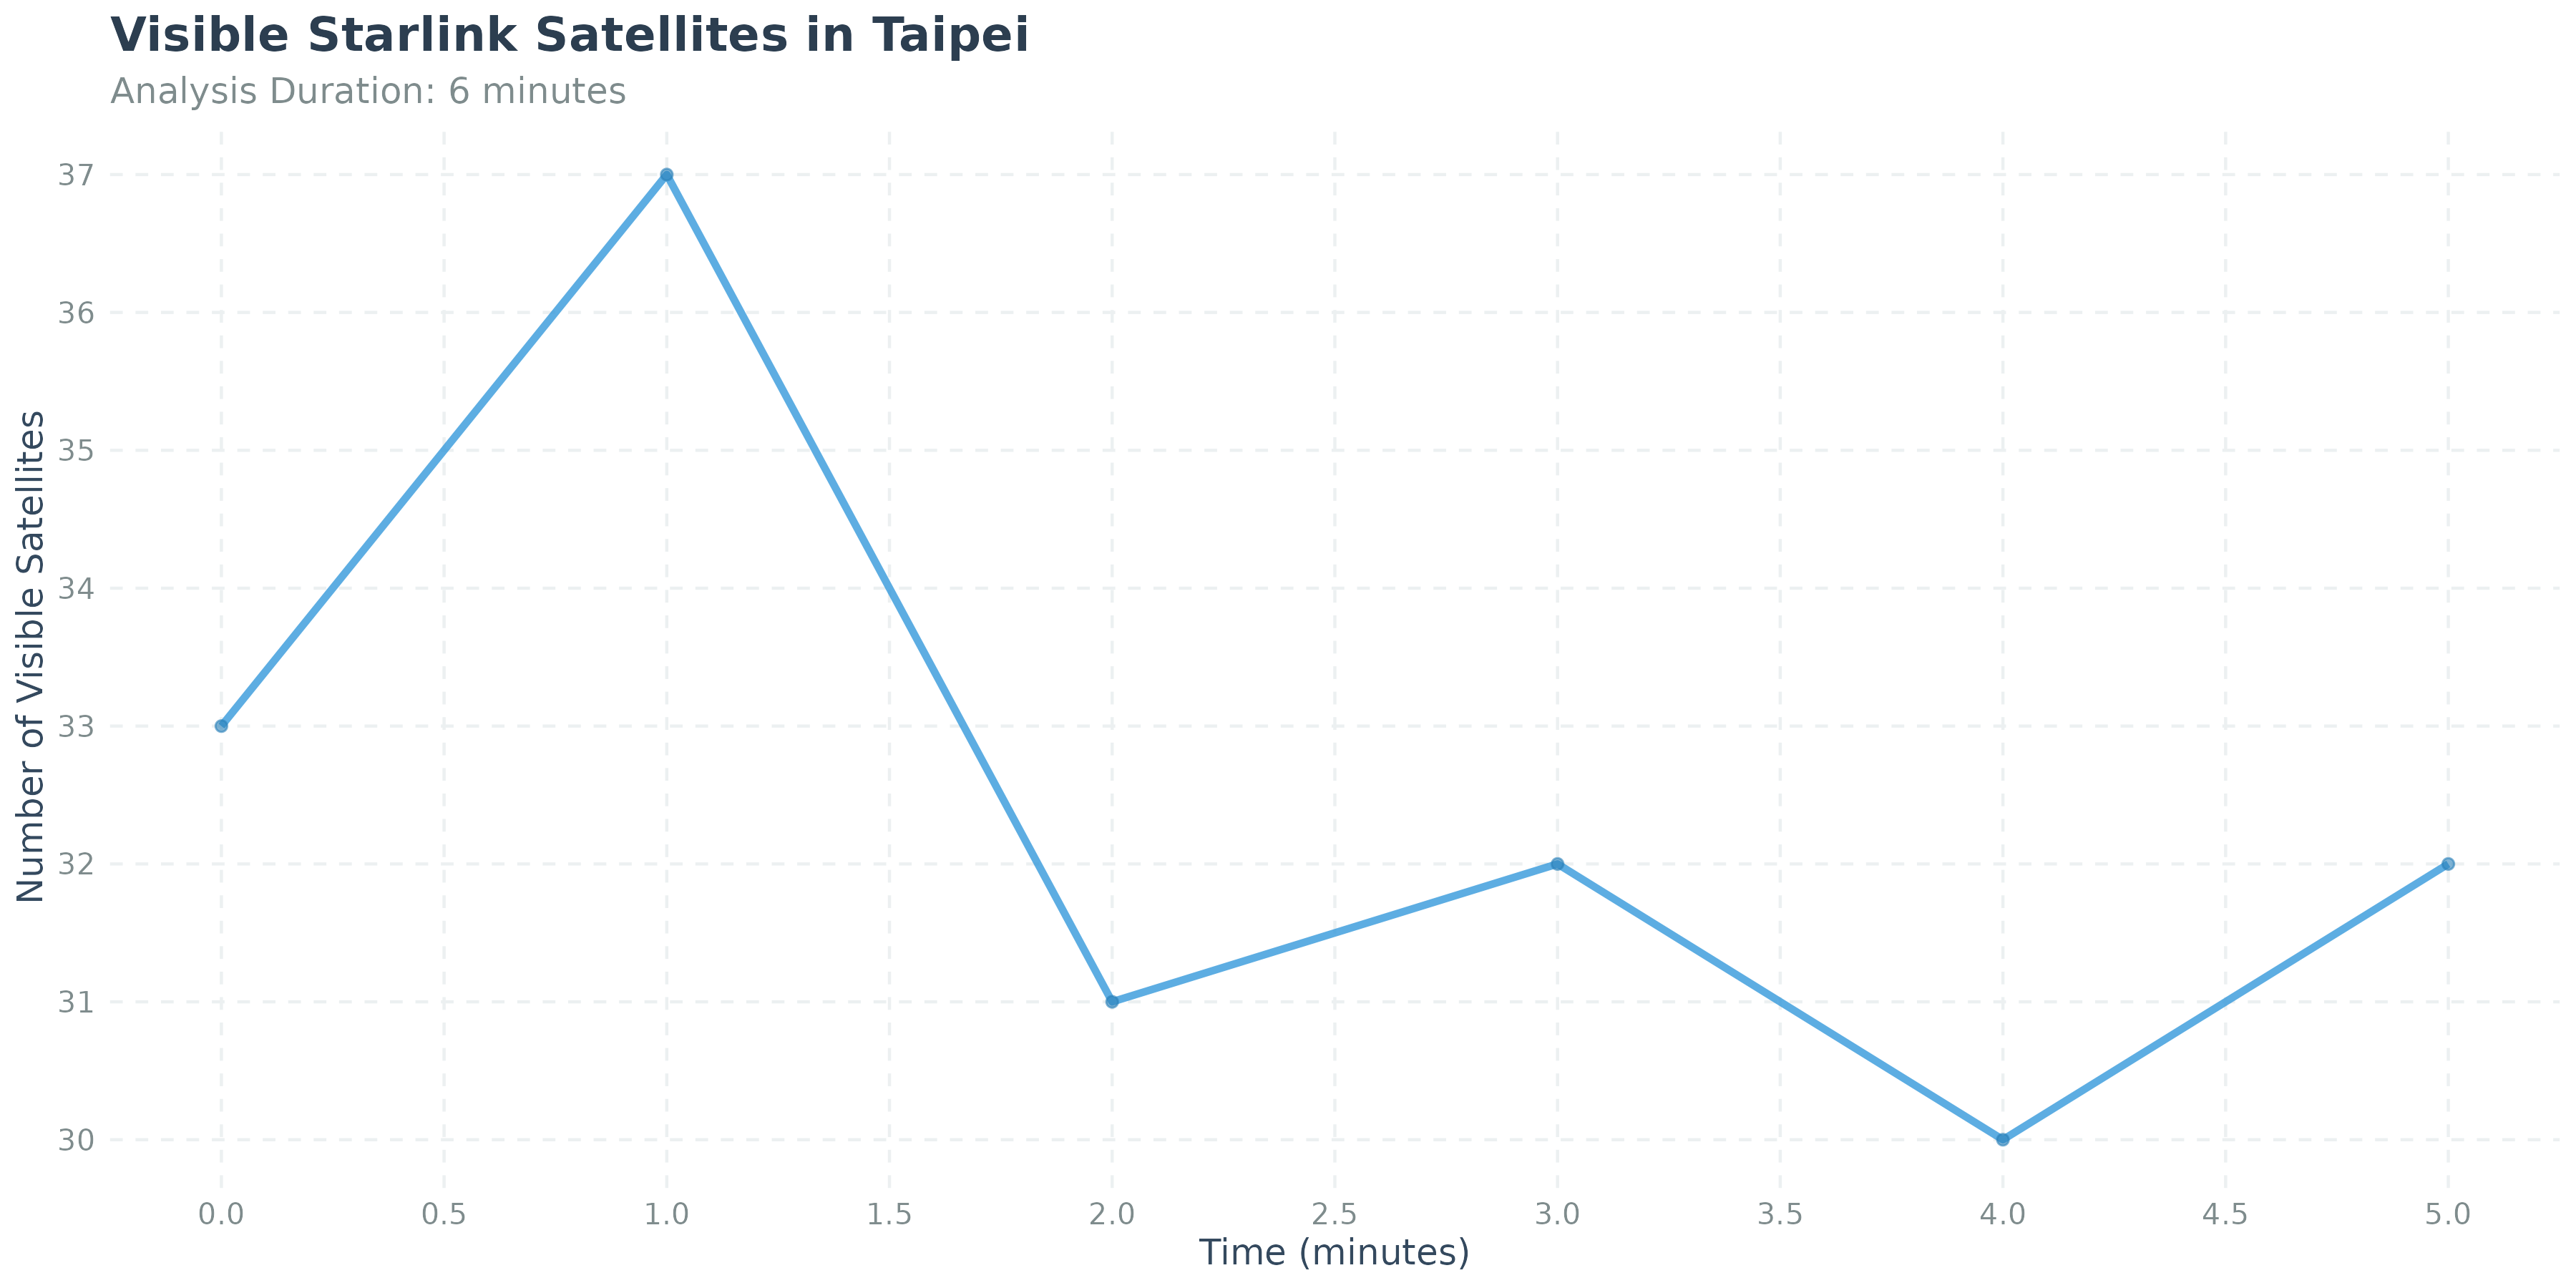 Visible Starlink Satellites in Taipei
Analysis Duration: 6 minutes
Number of Visible Satellites
37
36
35
34
33
32
31
30
0.0 0.5 1.0 1.5 2.0 2.5 3.0 3.5 4.0 4.5 5.0
Time (minutes)